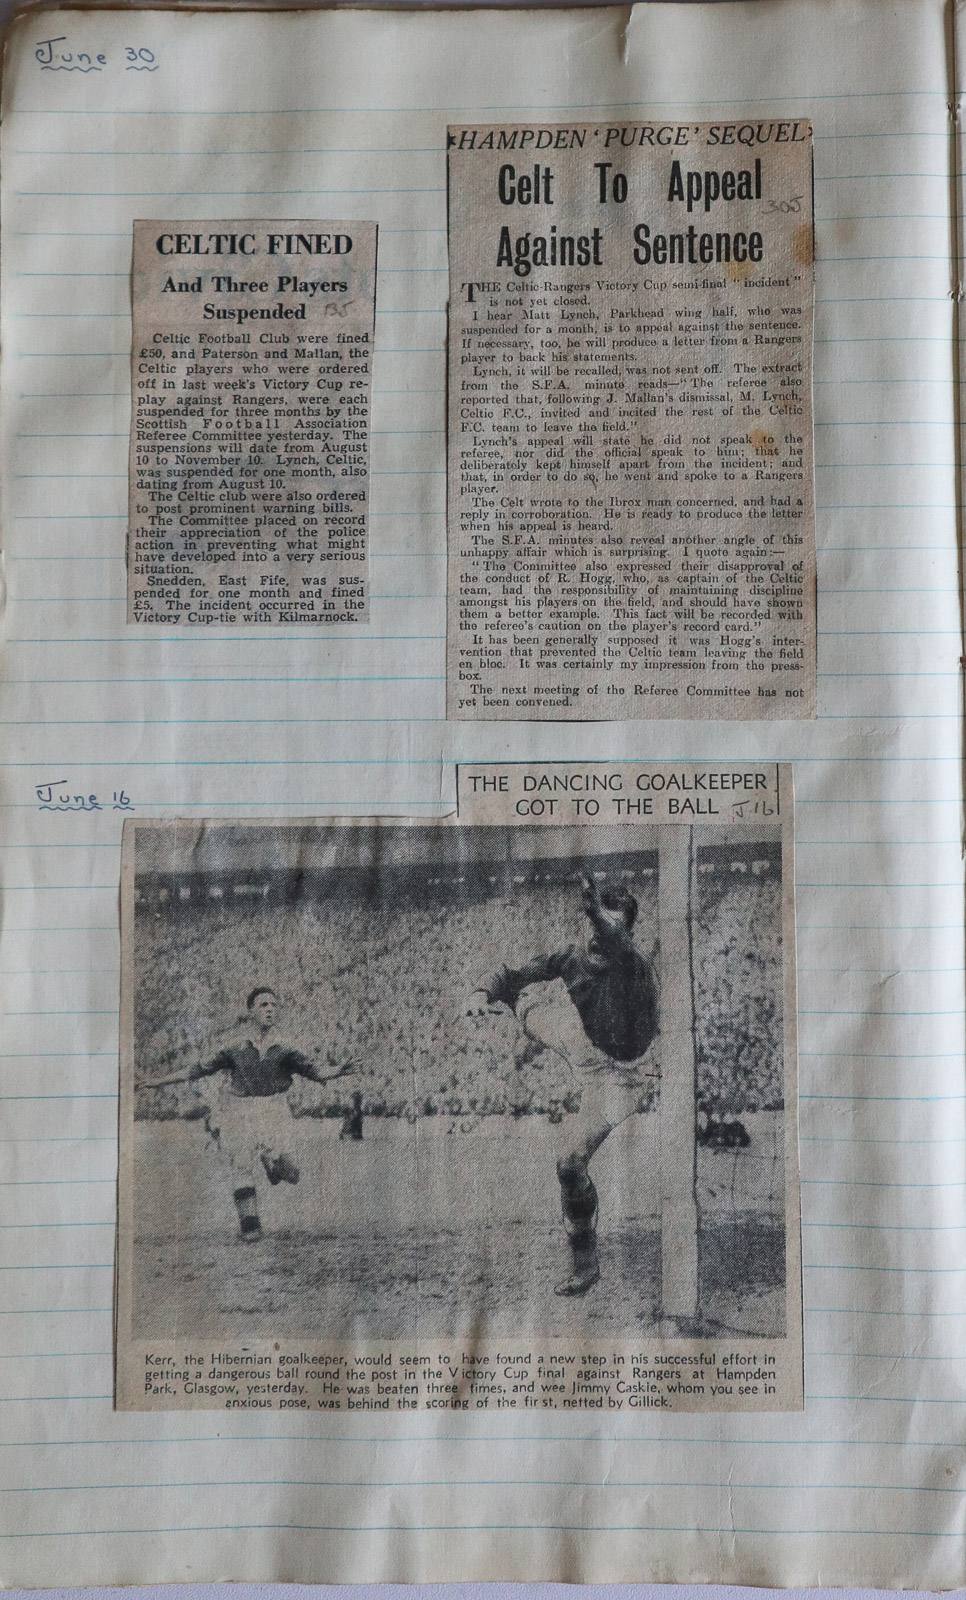 June 30
CELTIC FINED
And Three Players
Suspended
Celtic Football Club were fined
£50, and Paterson and Mallan, the
Celtic players who were ordered
off in last week's Victory Cup re-
play against Rangers, were each
suspended for three months by the
Scottish Football Association
Referee Committee yesterday. The
suspensions will date from August
10 to November 10. Lynch, Celtic,
was suspended for one month, also
dating from August 10.
The Celtic club were also ordered
to post prominent warning bills.
The Committee placed on record
their appreciation of the police
action in preventing what might
have developed into a very serious
situation.
Snedden, East Fife, was sus-
pended for one month and fined
£5. The incident occurred in the
Victory Cup-tie with Kilmarnock.
HAMPDEN 'PURGE' SEQUEL
Celt To Appeal
30J
Against Sentence
THE Celtic-Rangers Victory Cup semi-final "incident"
is not yet closed.
I hear Matt Lynch, Parkhead wing half, who was
suspended for a month, is to appeal against the sentence.
If necessary, too, he will produce a letter from a Rangers
player to back his statements.
Lynch, it will be recalled, was not sent off. The extract
from the S.F.A. minute reads—"The referee also
reported that, following J. Mallan's dismissal, M. Lynch,
Celtic F.C., invited and incited the rest of the Celtic
F.C. team to leave the field."
Lynch's appeal will state he did not speak to the
referee, nor did the official speak to him; that he
deliberately kept himself apart from the incident; and
that, in order to do so, he went and spoke to a Rangers
player.
The Celt wrote to the Ibrox man concerned, and had a
reply in corroboration. He is ready to produce the letter
when his appeal is heard.
The S.F.A. minutes also reveal another angle of this
unhappy affair which is surprising. I quote again:—
"The Committee also expressed their disapproval of
the conduct of R. Hogg, who, as captain of the Celtic
team, had the responsibility of maintaining discipline
amongst his players on the field, and should have shown
them a better example. This fact will be recorded with
the referee's caution on the player's record card."
It has been generally supposed it was Hogg's inter-
vention that prevented the Celtic team leaving the field
en bloc. It was certainly my impression from the press-
box.
The next meeting of the Referee Committee has not
yet been convened.
June 16
THE DANCING GOALKEEPER
GOT TO THE BALL J16
Kerr, the Hibernian goalkeeper, would seem to have found a new step in his successful effort in
getting a dangerous ball round the post in the Victory Cup final against Rangers at Hampden
Park, Glasgow, yesterday. He was beaten three times, and wee Jimmy Caskie, whom you see in
anxious pose, was behind the scoring of the first, netted by Gillick.